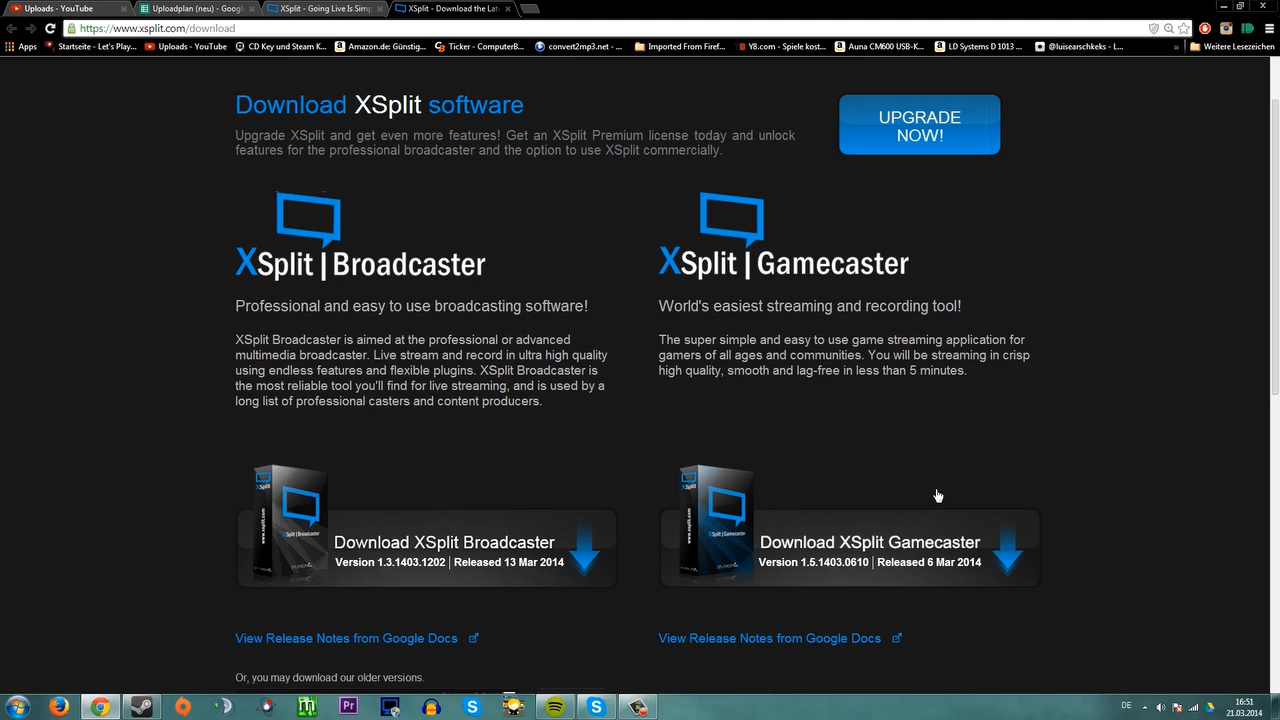 Uploads - YouTube
Uploadplan (neu) - Googl
XSplit - Going Live Is Simp
XSplit - Download the Lat
https://www.xsplit.com/download
Apps
Startseite - Let's Play...
Uploads - YouTube
CD Key und Steam K...
Amazon.de: Günstig...
Ticker - ComputerB...
convert2mp3.net - ...
Imported From Firef...
Y8.com - Spiele kost...
Auna CM600 USB-K...
LD Systems D 1013 ...
@luisearschkeks - L...
»
Weitere Lesezeichen
Download XSplit software
Upgrade XSplit and get even more features! Get an XSplit Premium license today and unlock
features for the professional broadcaster and the option to use XSplit commercially.
UPGRADE
NOW!
XSplit | Broadcaster
Professional and easy to use broadcasting software!
XSplit Broadcaster is aimed at the professional or advanced
multimedia broadcaster. Live stream and record in ultra high quality
using endless features and flexible plugins. XSplit Broadcaster is
the most reliable tool you'll find for live streaming, and is used by a
long list of professional casters and content producers.
XSplit | Gamecaster
World's easiest streaming and recording tool!
The super simple and easy to use game streaming application for
gamers of all ages and communities. You will be streaming in crisp
high quality, smooth and lag-free in less than 5 minutes.
www.xsplit.com
XSplit | Broadcaster
Download XSplit Broadcaster
Version 1.3.1403.1202 | Released 13 Mar 2014
www.xsplit.com
XSplit | Gamecaster
Download XSplit Gamecaster
Version 1.5.1403.0610 | Released 6 Mar 2014
View Release Notes from Google Docs
View Release Notes from Google Docs
Or, you may download our older versions.
Pr
DE
16:51
21.03.2014